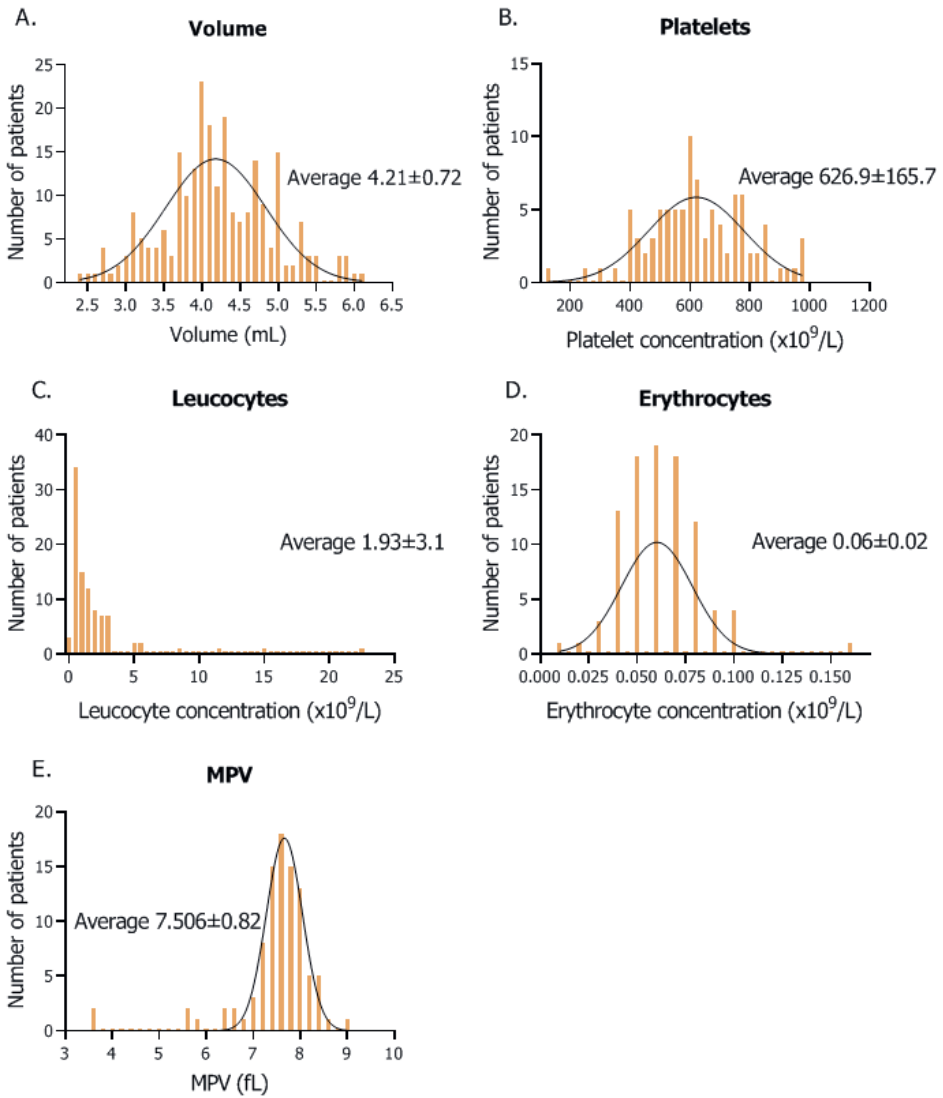 A.
Volume
Number of patients
25
20
15
10
5
0
2.5 3.0 3.5 4.0 4.5 5.0 5.5 6.0 6.5
Volume (mL)
Average 4.21±0.72
B.
Platelets
Number of patients
15
10
5
0
200 400 600 800 1000 1200
Platelet concentration (x10⁹/L)
Average 626.9±165.7
C.
Leucocytes
Number of patients
40
30
20
10
0
0 5 10 15 20 25
Leucocyte concentration (x10⁹/L)
Average 1.93±3.1
D.
Erythrocytes
Number of patients
20
15
10
5
0
0.000 0.025 0.050 0.075 0.100 0.125 0.150
Erythrocyte concentration (x10⁹/L)
Average 0.06±0.02
E.
MPV
Number of patients
20
15
10
5
0
3 4 5 6 7 8 9 10
MPV (fL)
Average 7.506±0.82